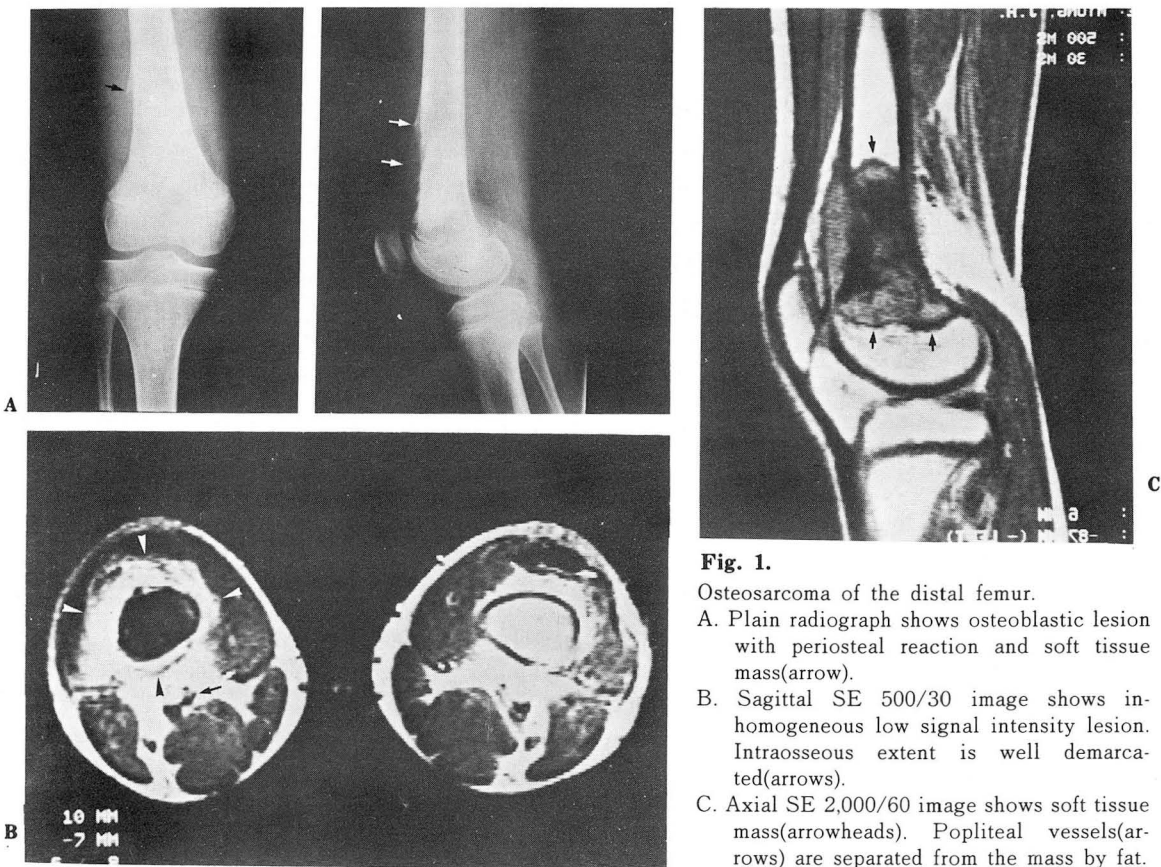 A
B
10 MM
-7 MM
C
500 MS
30 MS
6 MM
Fig. 1.
Osteosarcoma of the distal femur.
A. Plain radiograph shows osteoblastic lesion
with periosteal reaction and soft tissue
mass(arrow).
B. Sagittal SE 500/30 image shows in-
homogeneous low signal intensity lesion.
Intraosseous extent is well demarca-
ted(arrows).
C. Axial SE 2,000/60 image shows soft tissue
mass(arrowheads). Popliteal vessels(ar-
rows) are separated from the mass by fat.